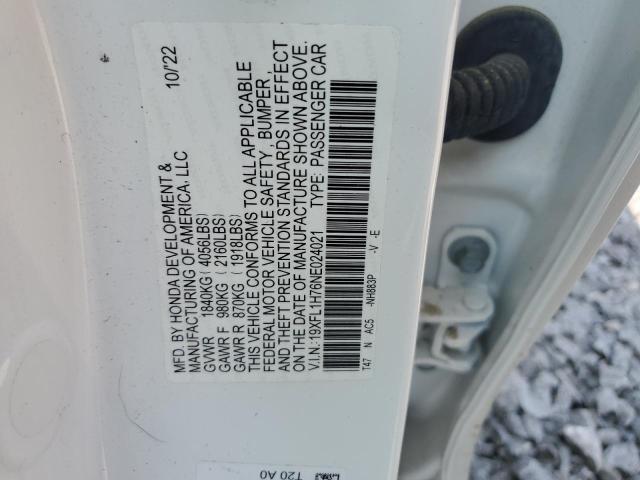 MFD. BY HONDA DEVELOPMENT & 10/22
MANUFACTURING OF AMERICA, LLC
GVWR 1840KG ( 4056LBS)
GAWR F 980KG ( 2160LBS)
GAWR R 870KG ( 1918LBS)
THIS VEHICLE CONFORMS TO ALL APPLICABLE
FEDERAL MOTOR VEHICLE SAFETY , BUMPER,
AND THEFT PREVENTION STANDARDS IN EFFECT
ON THE DATE OF MANUFACTURE SHOWN ABOVE.
V.I.N.: 19XFL1H76NE024021 TYPE: PASSENGER CAR
T47 N AC5 -NH883P -V -E
T20 A0